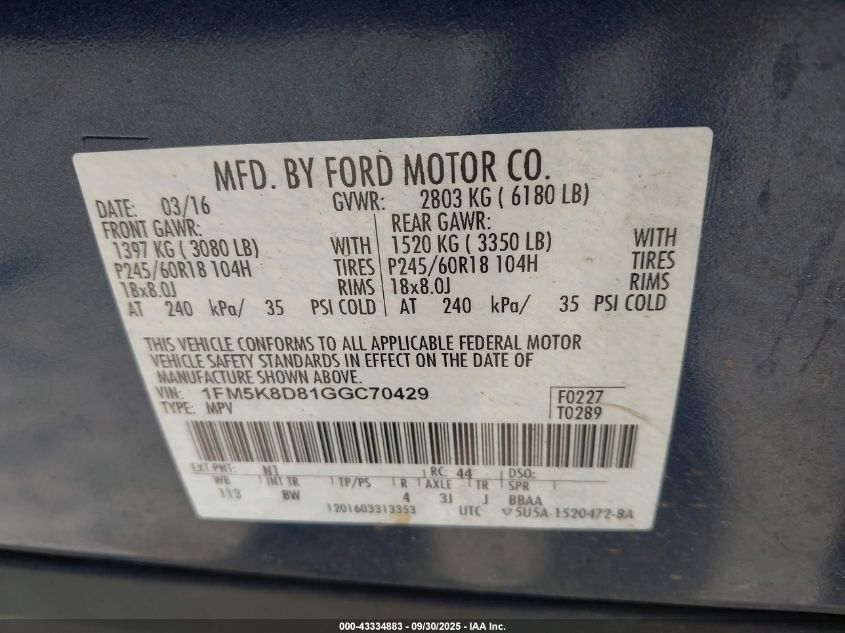 MFD. BY FORD MOTOR CO.
DATE: 03/16 GVWR: 2803 KG ( 6180 LB)
FRONT GAWR: REAR GAWR:
1397 KG ( 3080 LB) WITH 1520 KG ( 3350 LB) WITH
P245/60R18 104H TIRES P245/60R18 104H TIRES
18x8.0J RIMS 18x8.0J RIMS
AT 240 kPa/ 35 PSI COLD AT 240 kPa/ 35 PSI COLD
THIS VEHICLE CONFORMS TO ALL APPLICABLE FEDERAL MOTOR
VEHICLE SAFETY STANDARDS IN EFFECT ON THE DATE OF
MANUFACTURE SHOWN ABOVE.
VIN: 1FM5K8D81GGC70429 F0227
TYPE: MPV T0289
EXT PNT: N1 RC: 44 DSO:
WB INT TR TP/PS R AXLE TR SPR
113 BW 4 3J J BBAA
1201603313353 UTC ▽5U5A-1520472-BA
000-43334883 - 09/30/2025 - IAA Inc.